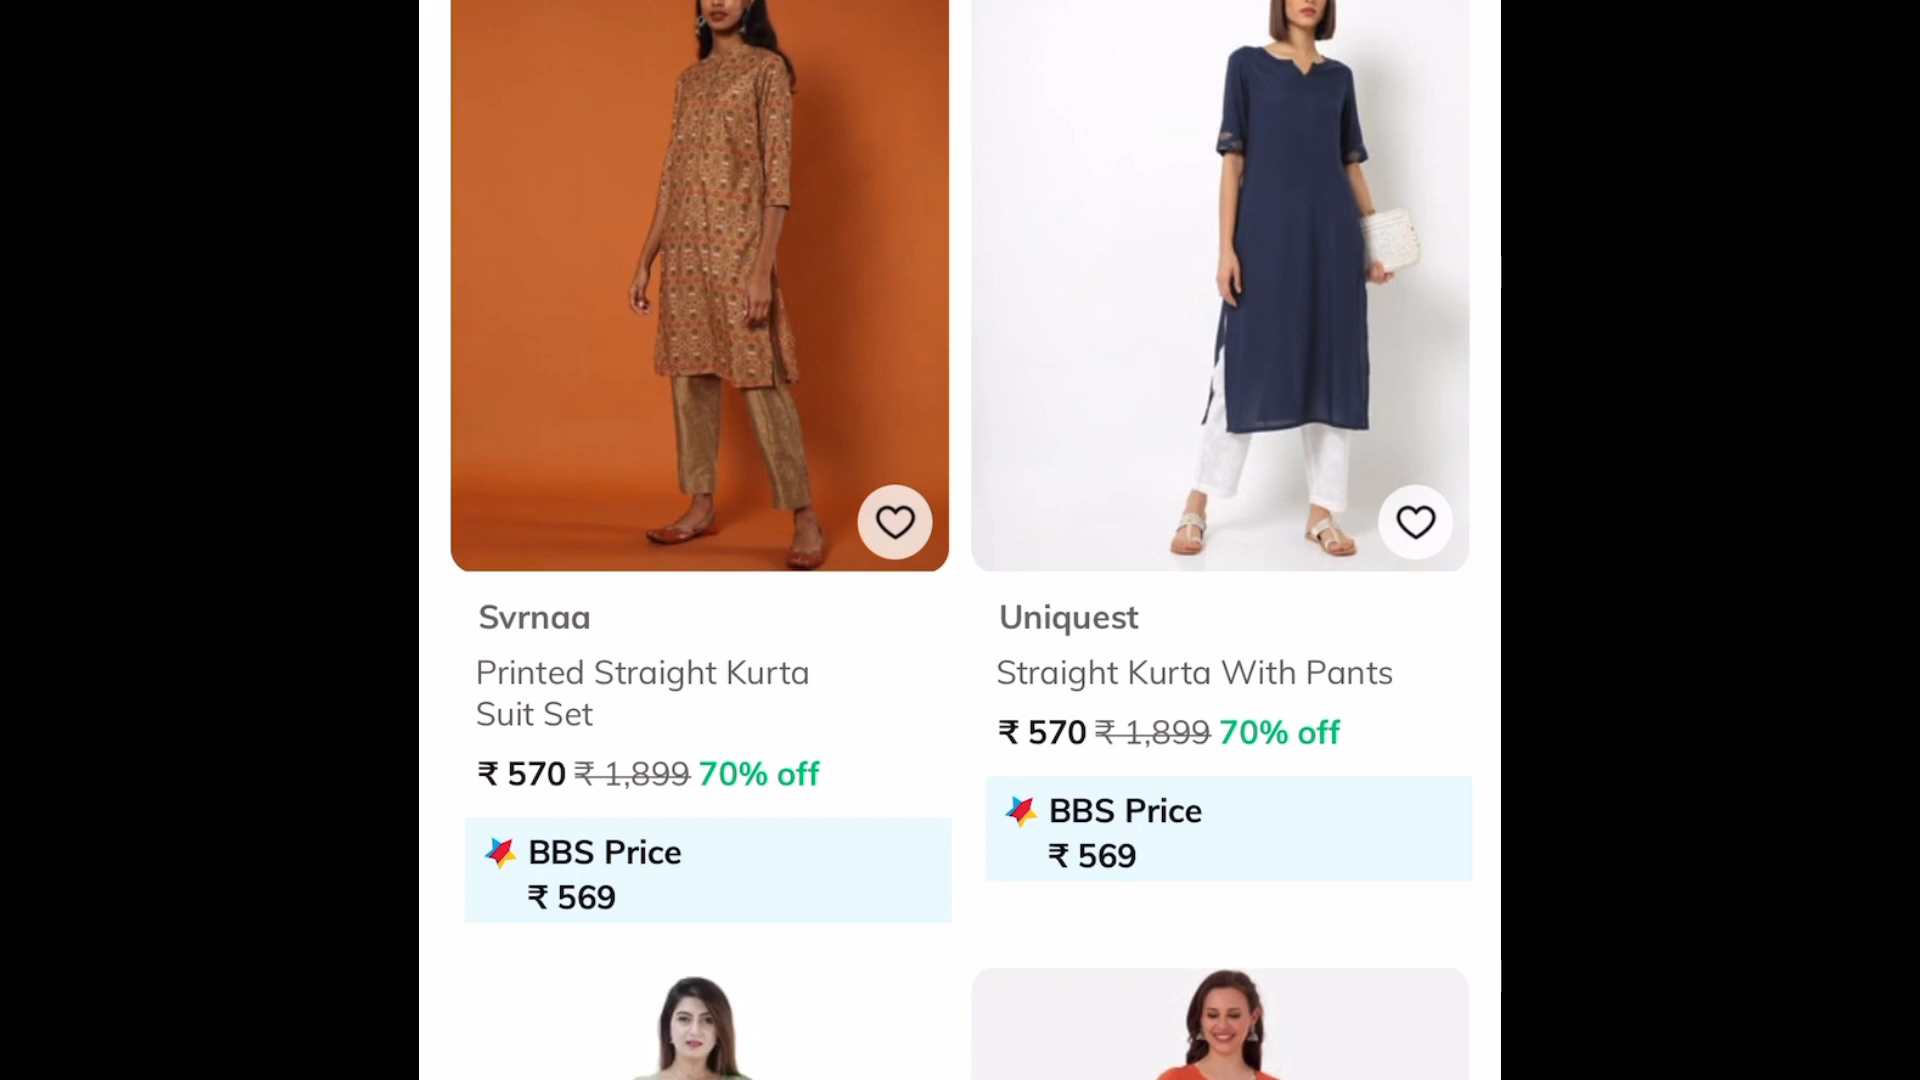 Svrnaa
Printed Straight Kurta
Suit Set
₹ 570 ₹ 1,899 70% off
BBS Price
₹ 569
Uniquest
Straight Kurta With Pants
₹ 570 ₹ 1,899 70% off
BBS Price
₹ 569